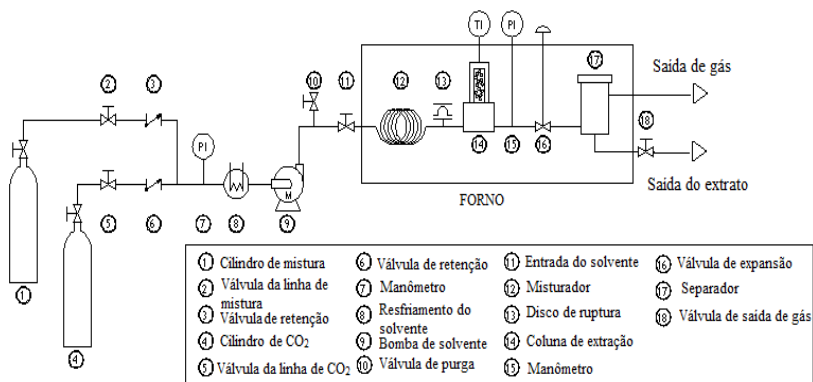 TI
PI
10
11
12
13
17
Saida de gás
2
3
PI
14
15
16
18
M
Saida do extrato
FORNO
5
6
7
8
9
1
4
1 Cilindro de mistura
2 Válvula da linha de
mistura
3 Válvula de retenção
4 Cilindro de CO₂
5 Válvula da linha de CO₂
6 Válvula de retenção
7 Manômetro
8 Resfriamento do
solvente
9 Bomba de solvente
10 Válvula de purga
11 Entrada do solvente
12 Misturador
13 Disco de ruptura
14 Coluna de extração
15 Manômetro
16 Válvula de expansão
17 Separador
18 Válvula de saida de gás